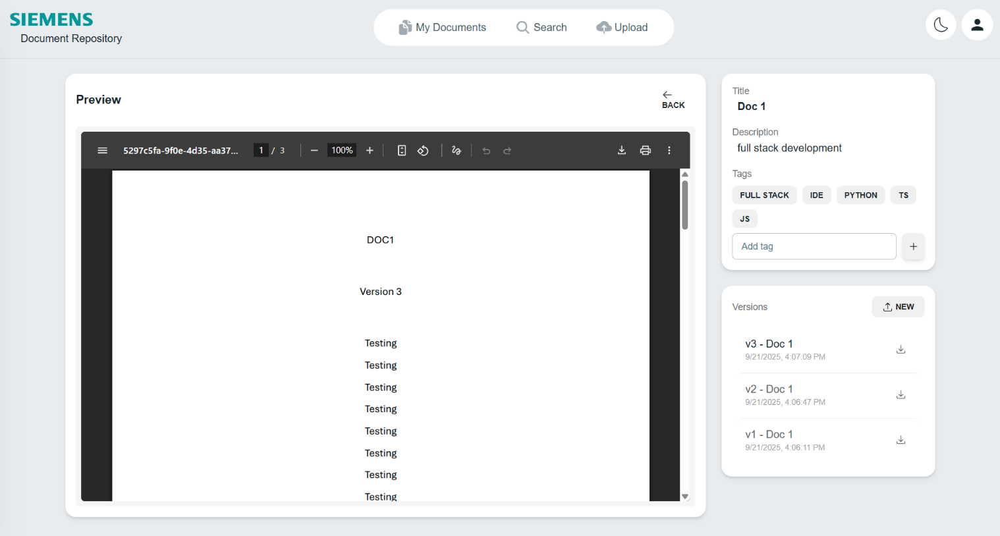 SIEMENS
Document Repository
My Documents
Search
Upload
Preview
BACK
5297c5fa-9f0e-4d35-aa37...
1 / 3
100%
DOC1
Version 3
Testing
Testing
Testing
Testing
Testing
Testing
Testing
Testing
Title
Doc 1
Description
full stack development
Tags
FULL STACK IDE PYTHON TS
JS
Add tag
Versions
NEW
v3 - Doc 1
9/21/2025, 4:07:09 PM
v2 - Doc 1
9/21/2025, 4:06:47 PM
v1 - Doc 1
9/21/2025, 4:06:11 PM